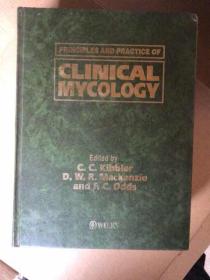 PRINCIPLES AND PRACTICE OF
CLINICAL
MYCOLOGY
Edited by
C. C. Kibbler
D. W. R. Mackenzie
and F. C. Odds
WILEY